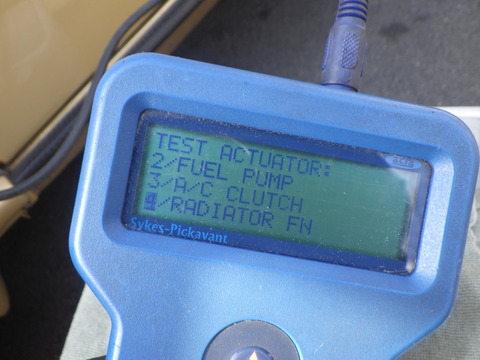 TEST ACTUATOR:
2/FUEL PUMP
3/A/C CLUTCH
4/RADIATOR FN
Sykes-Pickavant